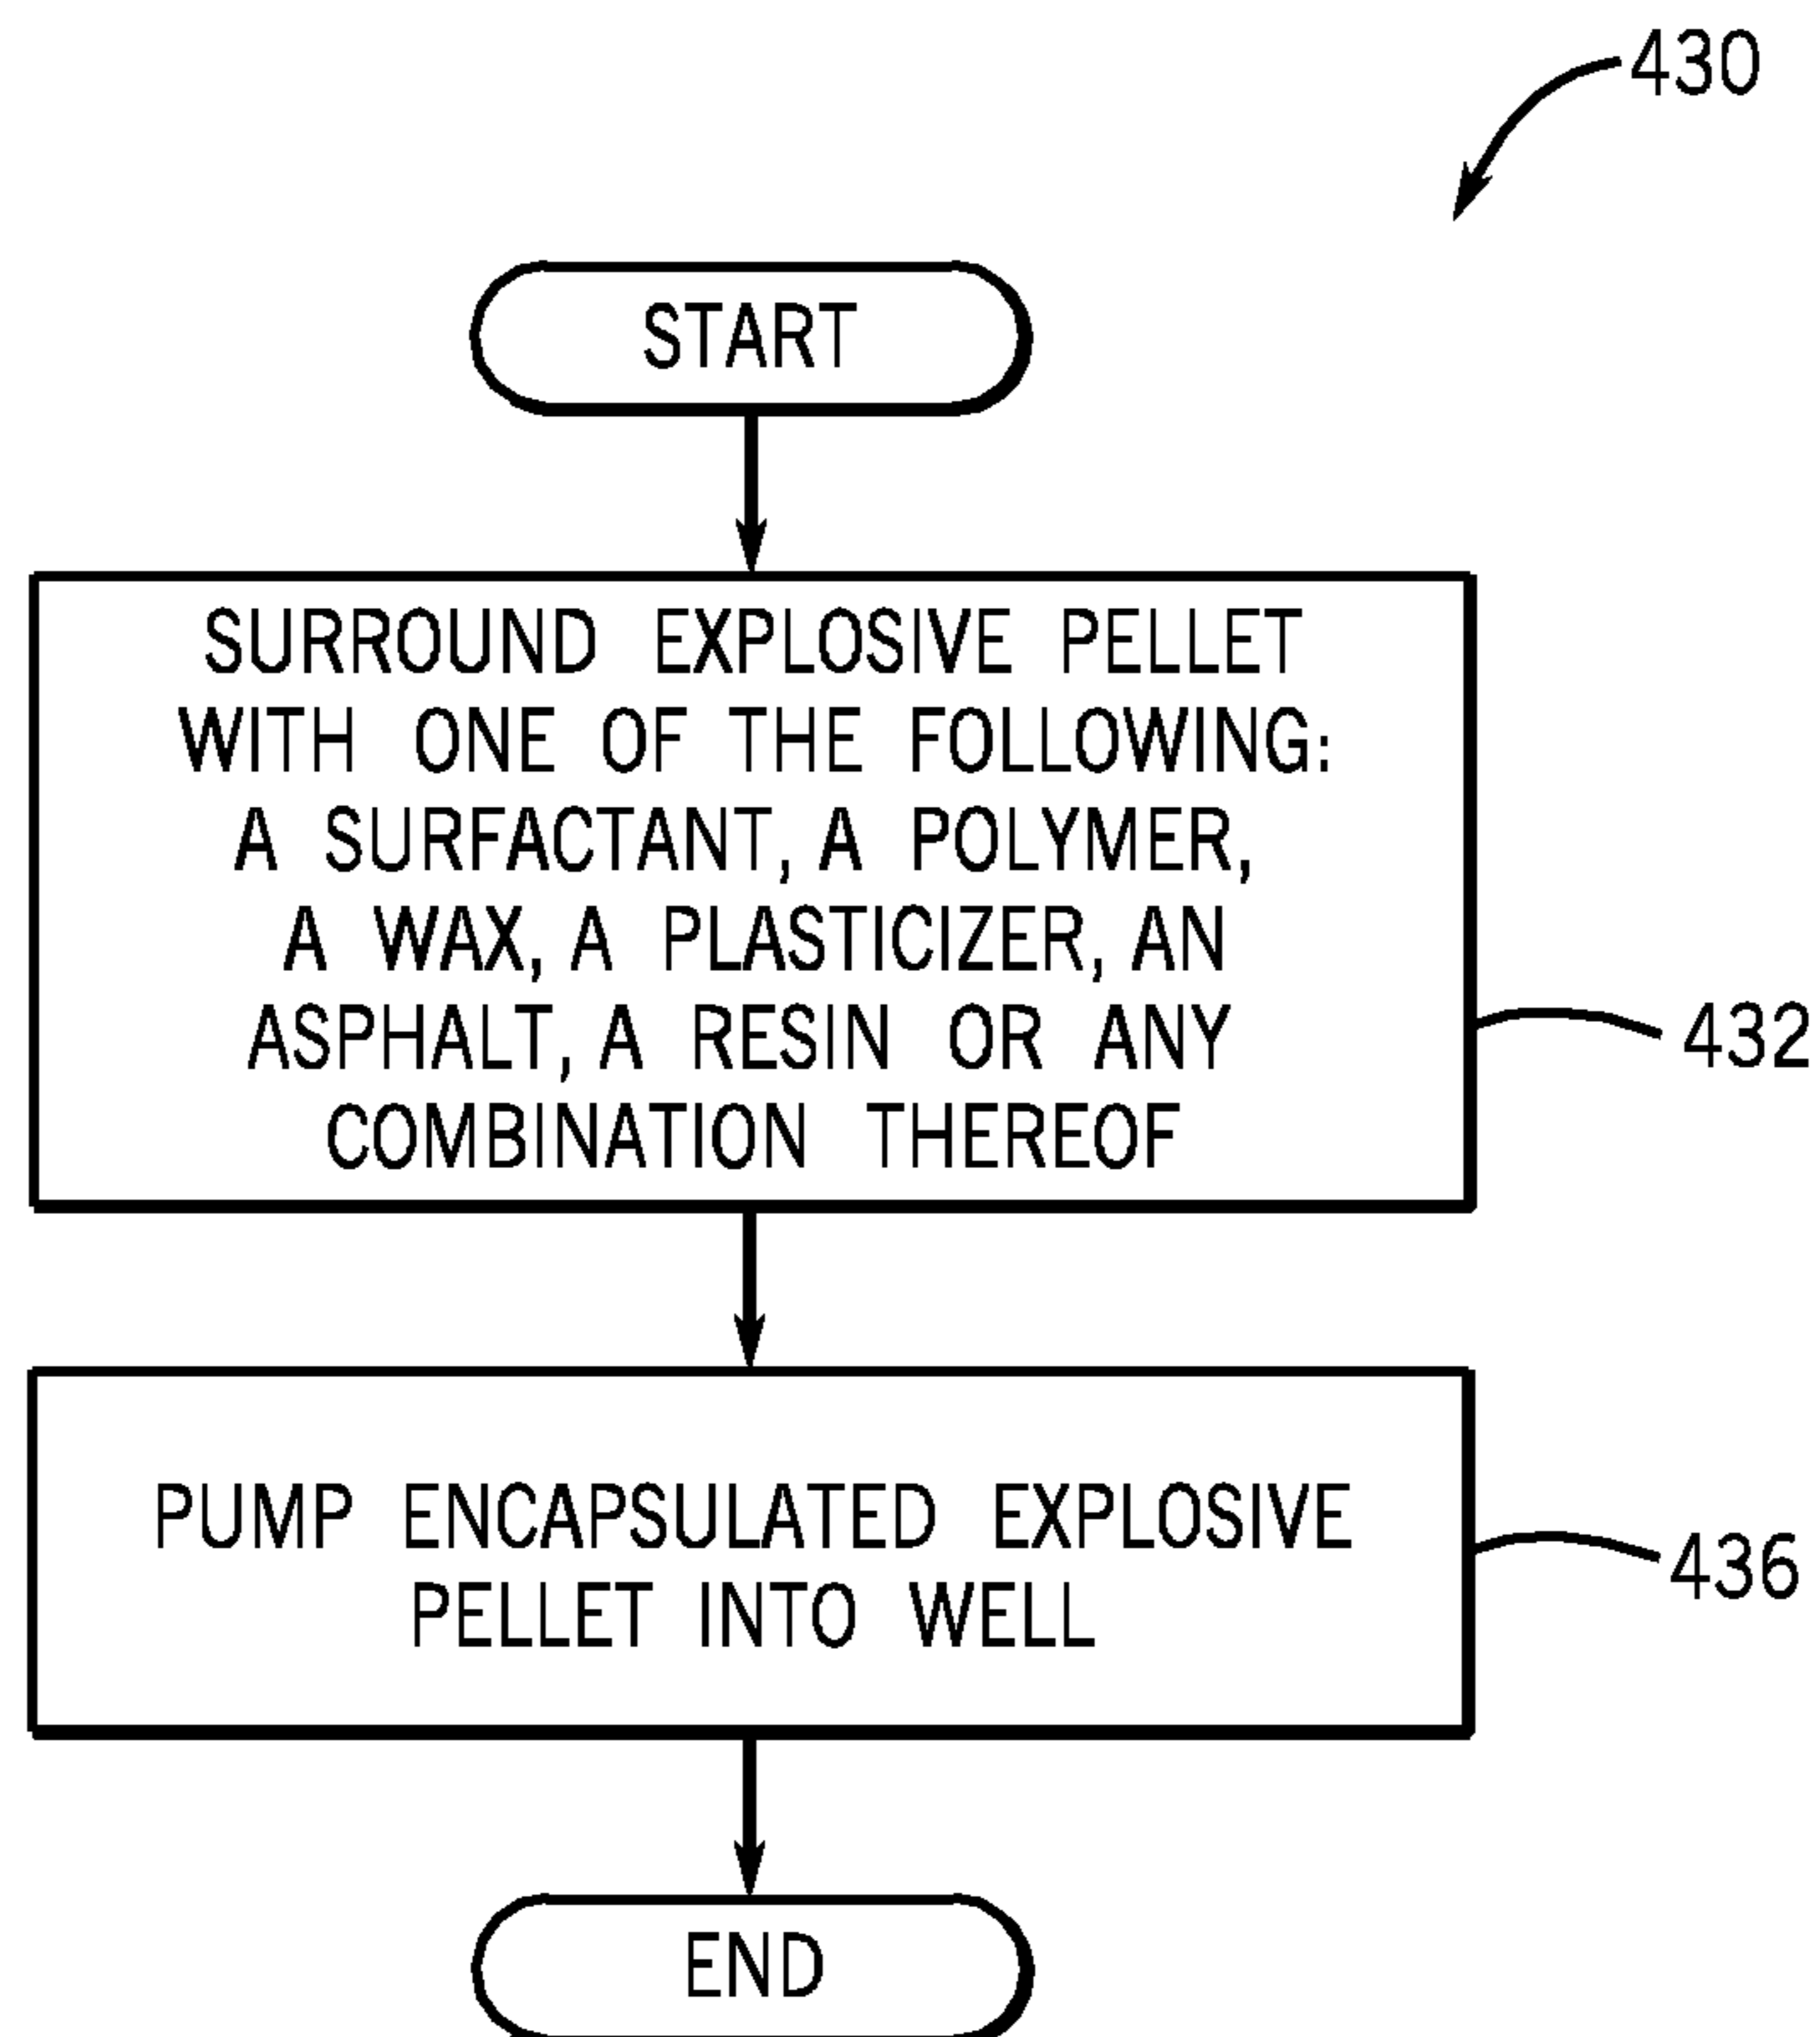 430
START
SURROUND EXPLOSIVE PELLET
WITH ONE OF THE FOLLOWING:
A SURFACTANT, A POLYMER,
A WAX, A PLASTICIZER, AN
ASPHALT, A RESIN OR ANY
COMBINATION THEREOF
432
PUMP ENCAPSULATED EXPLOSIVE
PELLET INTO WELL
436
END